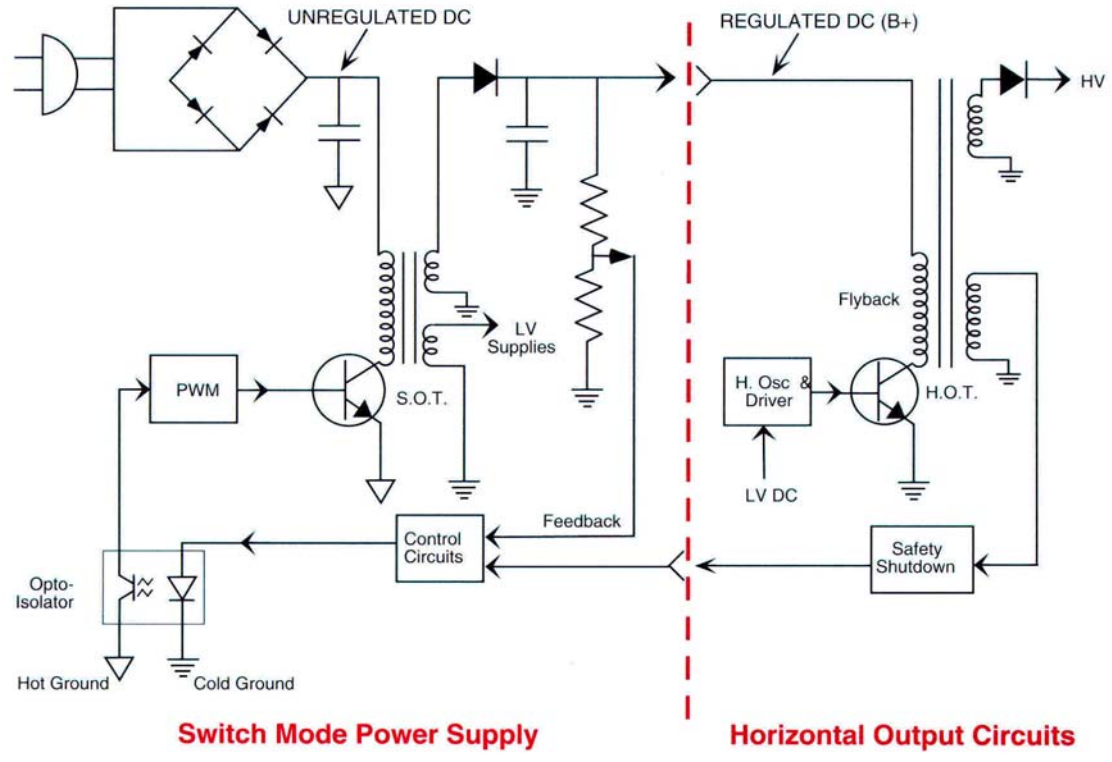 UNREGULATED DC
REGULATED DC (B+)
HV
LV
Supplies
Flyback
PWM
S.O.T.
H. Osc &
Driver
H.O.T.
LV DC
Feedback
Control
Circuits
Safety
Shutdown
Opto-
Isolator
Hot Ground
Cold Ground
Switch Mode Power Supply
Horizontal Output Circuits